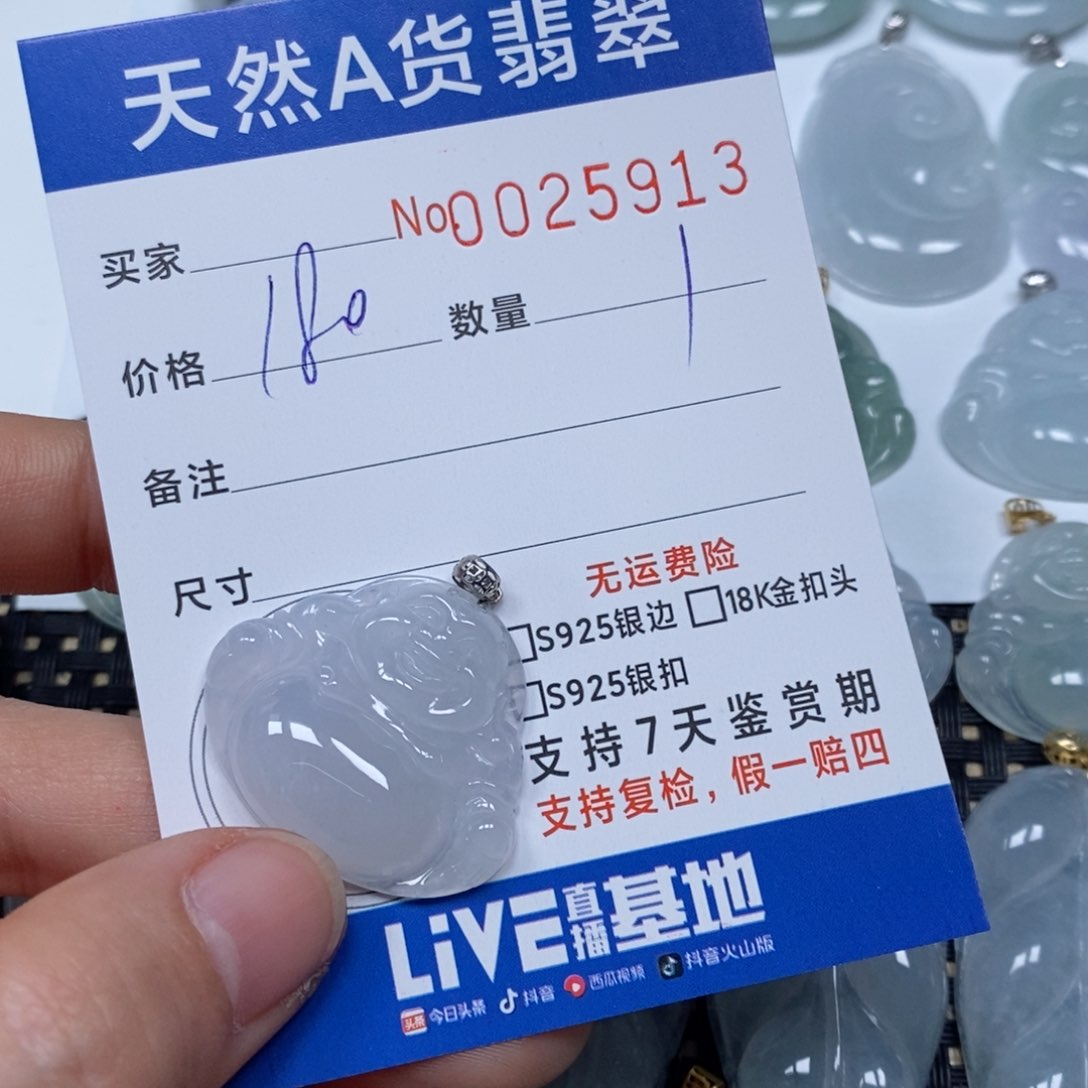 天然A货翡翠
No.0025913
买家
价格 180 数量 1
备注
尺寸
无运费险
S925银边 18K金扣头
S925银扣
支持7天鉴赏期
支持复检，假一赔四
LiVE直播基地
头条 今日头条 抖音 西瓜视频 抖音火山版